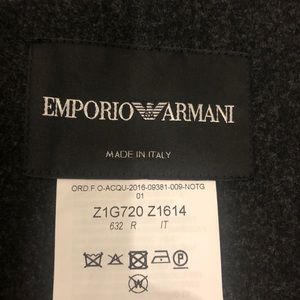 EMPORIO ARMANI
MADE IN ITALY
ORD.F.O-ACQU-2016-09381-009-NOTG
01
Z1G720 Z1614
632 R IT